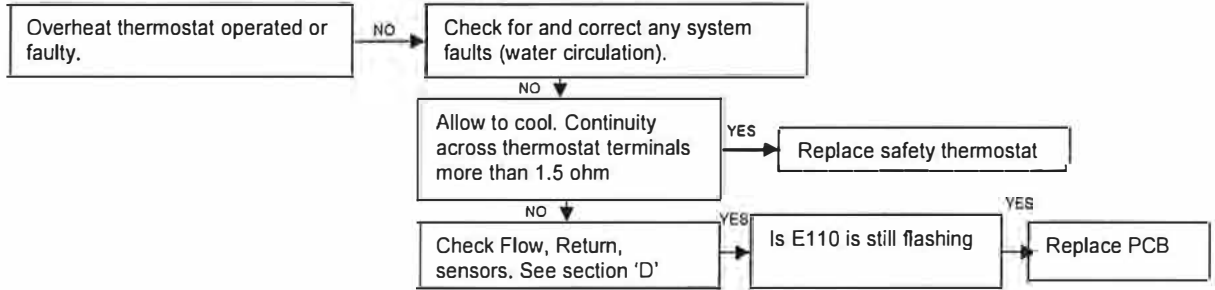 Overheat thermostat operated or
faulty.
NO
Check for and correct any system
faults (water circulation).
NO
Allow to cool. Continuity
across thermostat terminals
more than 1.5 ohm
YES
Replace safety thermostat
NO
Check Flow, Return,
sensors. See section 'D'
YES
Is E110 is still flashing
YES
Replace PCB